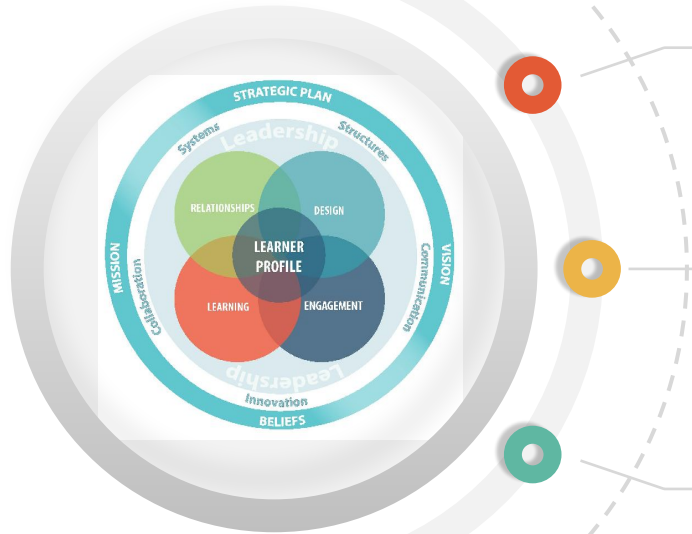 STRATEGIC PLAN
Systems
Leadership
Structures
RELATIONSHIPS
DESIGN
MISSION
LEARNER
PROFILE
VISION
Collaboration
Communication
LEARNING
ENGAGEMENT
Leadership
Innovation
BELIEFS